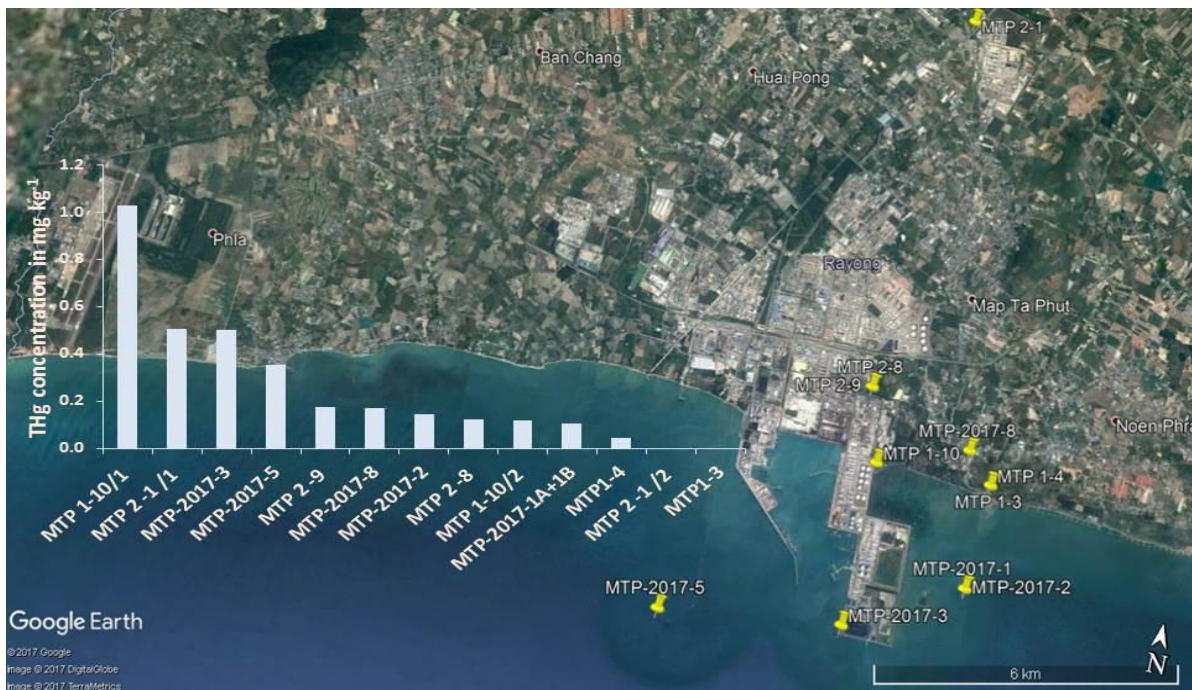 MTP 2-1
Ban Chang
Huai Pong
1.2
1.0
0.8
0.6
0.4
0.2
0.0
THg concentration in mg kg-1
Phla
Rayong
Map Ta Phut
MTP 2-8
MTP 2-9
Noen Phra
MTP-2017-8
MTP 1-10
MTP 1-4
MTP 1-3
MTP 1-10/1
MTP 2 -1 /1
MTP-2017-3
MTP-2017-5
MTP 2 -9
MTP-2017-8
MTP-2017-2
MTP 2 -8
MTP 1-10/2
MTP-2017-1A+1B
MTP1-4
MTP 2 -1 /2
MTP1-3
MTP-2017-1
MTP-2017-2
MTP-2017-5
MTP-2017-3
Google Earth
© 2017 Google
Image © 2017 DigitalGlobe
Image © 2017 TerraMetrics
6 km
N